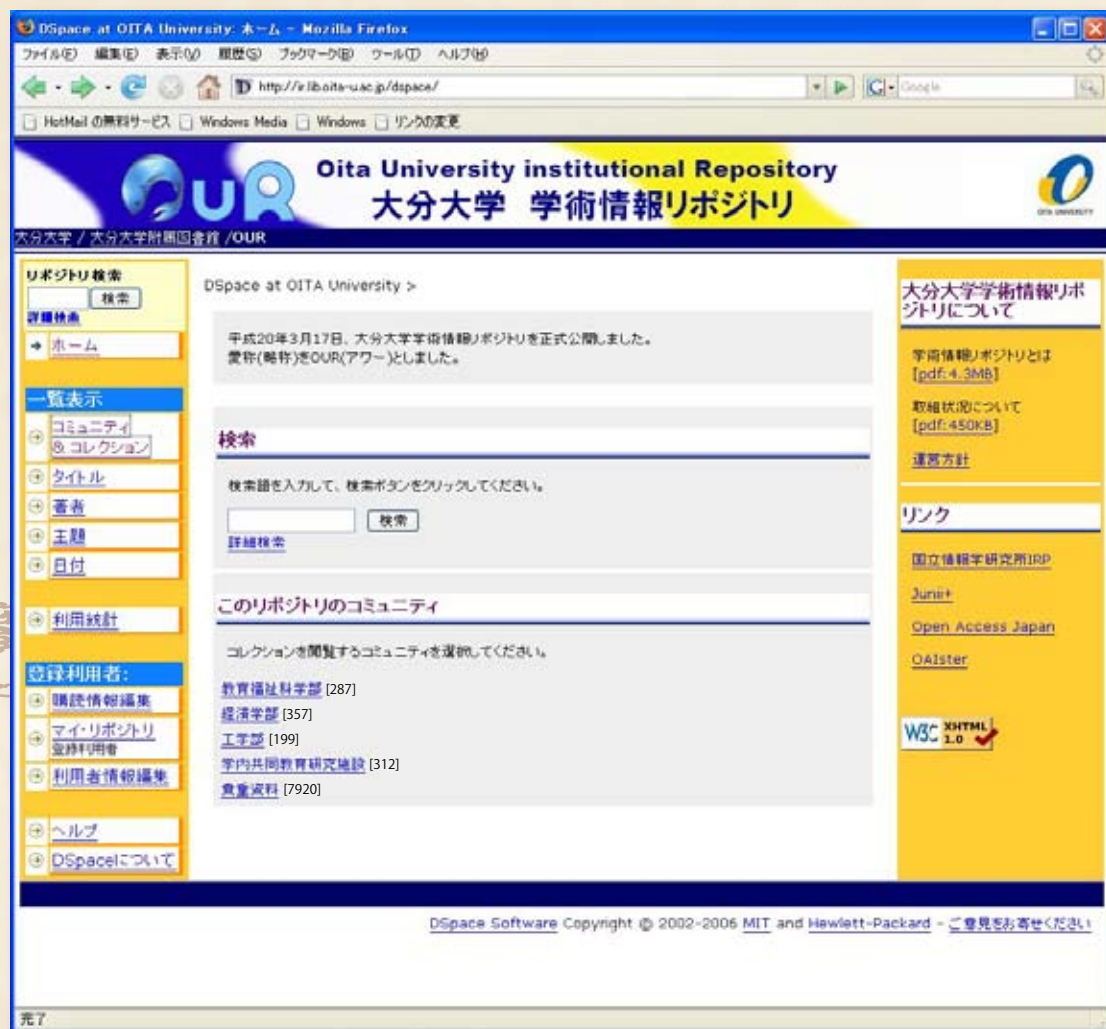 DSpace at OITA University: ホーム - Mozilla Firefox
ファイル(F) 編集(E) 表示(V) 履歴(S) ブックマーク(B) ツール(T) ヘルプ(H)
http://ir.lib.oita-u.ac.jp/dspace/
Google
HotMail の無料サービス Windows Media Windows リンクの変更
OUR
Oita University institutional Repository
大分大学 学術情報リポジトリ
OITA UNIVERSITY
大分大学 / 大分大学附属図書館 /OUR
リポジトリ検索
検索
詳細検索
ホーム
一覧表示
コミュニティ
& コレクション
タイトル
著者
主題
日付
利用統計
登録利用者:
購読情報編集
マイ・リポジトリ
登録利用者
利用者情報編集
ヘルプ
DSpaceについて
DSpace at OITA University >
平成20年3月17日、大分大学学術情報リポジトリを正式公開しました。
愛称(略称)をOUR(アワー)としました。
検索
検索語を入力して、検索ボタンをクリックしてください。
検索
詳細検索
このリポジトリのコミュニティ
コレクションを閲覧するコミュニティを選択してください。
教育福祉科学部 [287]
経済学部 [357]
工学部 [199]
学内共同教育研究施設 [312]
貴重資料 [7920]
大分大学学術情報リポ
ジトリについて
学術情報リポジトリとは
[pdf: 4.3MB]
取組状況について
[pdf: 450KB]
運営方針
リンク
国立情報学研究所IRP
Junii+
Open Access Japan
OAIster
W3C XHTML
1.0
DSpace Software Copyright © 2002-2006 MIT and Hewlett-Packard - ご意見をお寄せください
完了